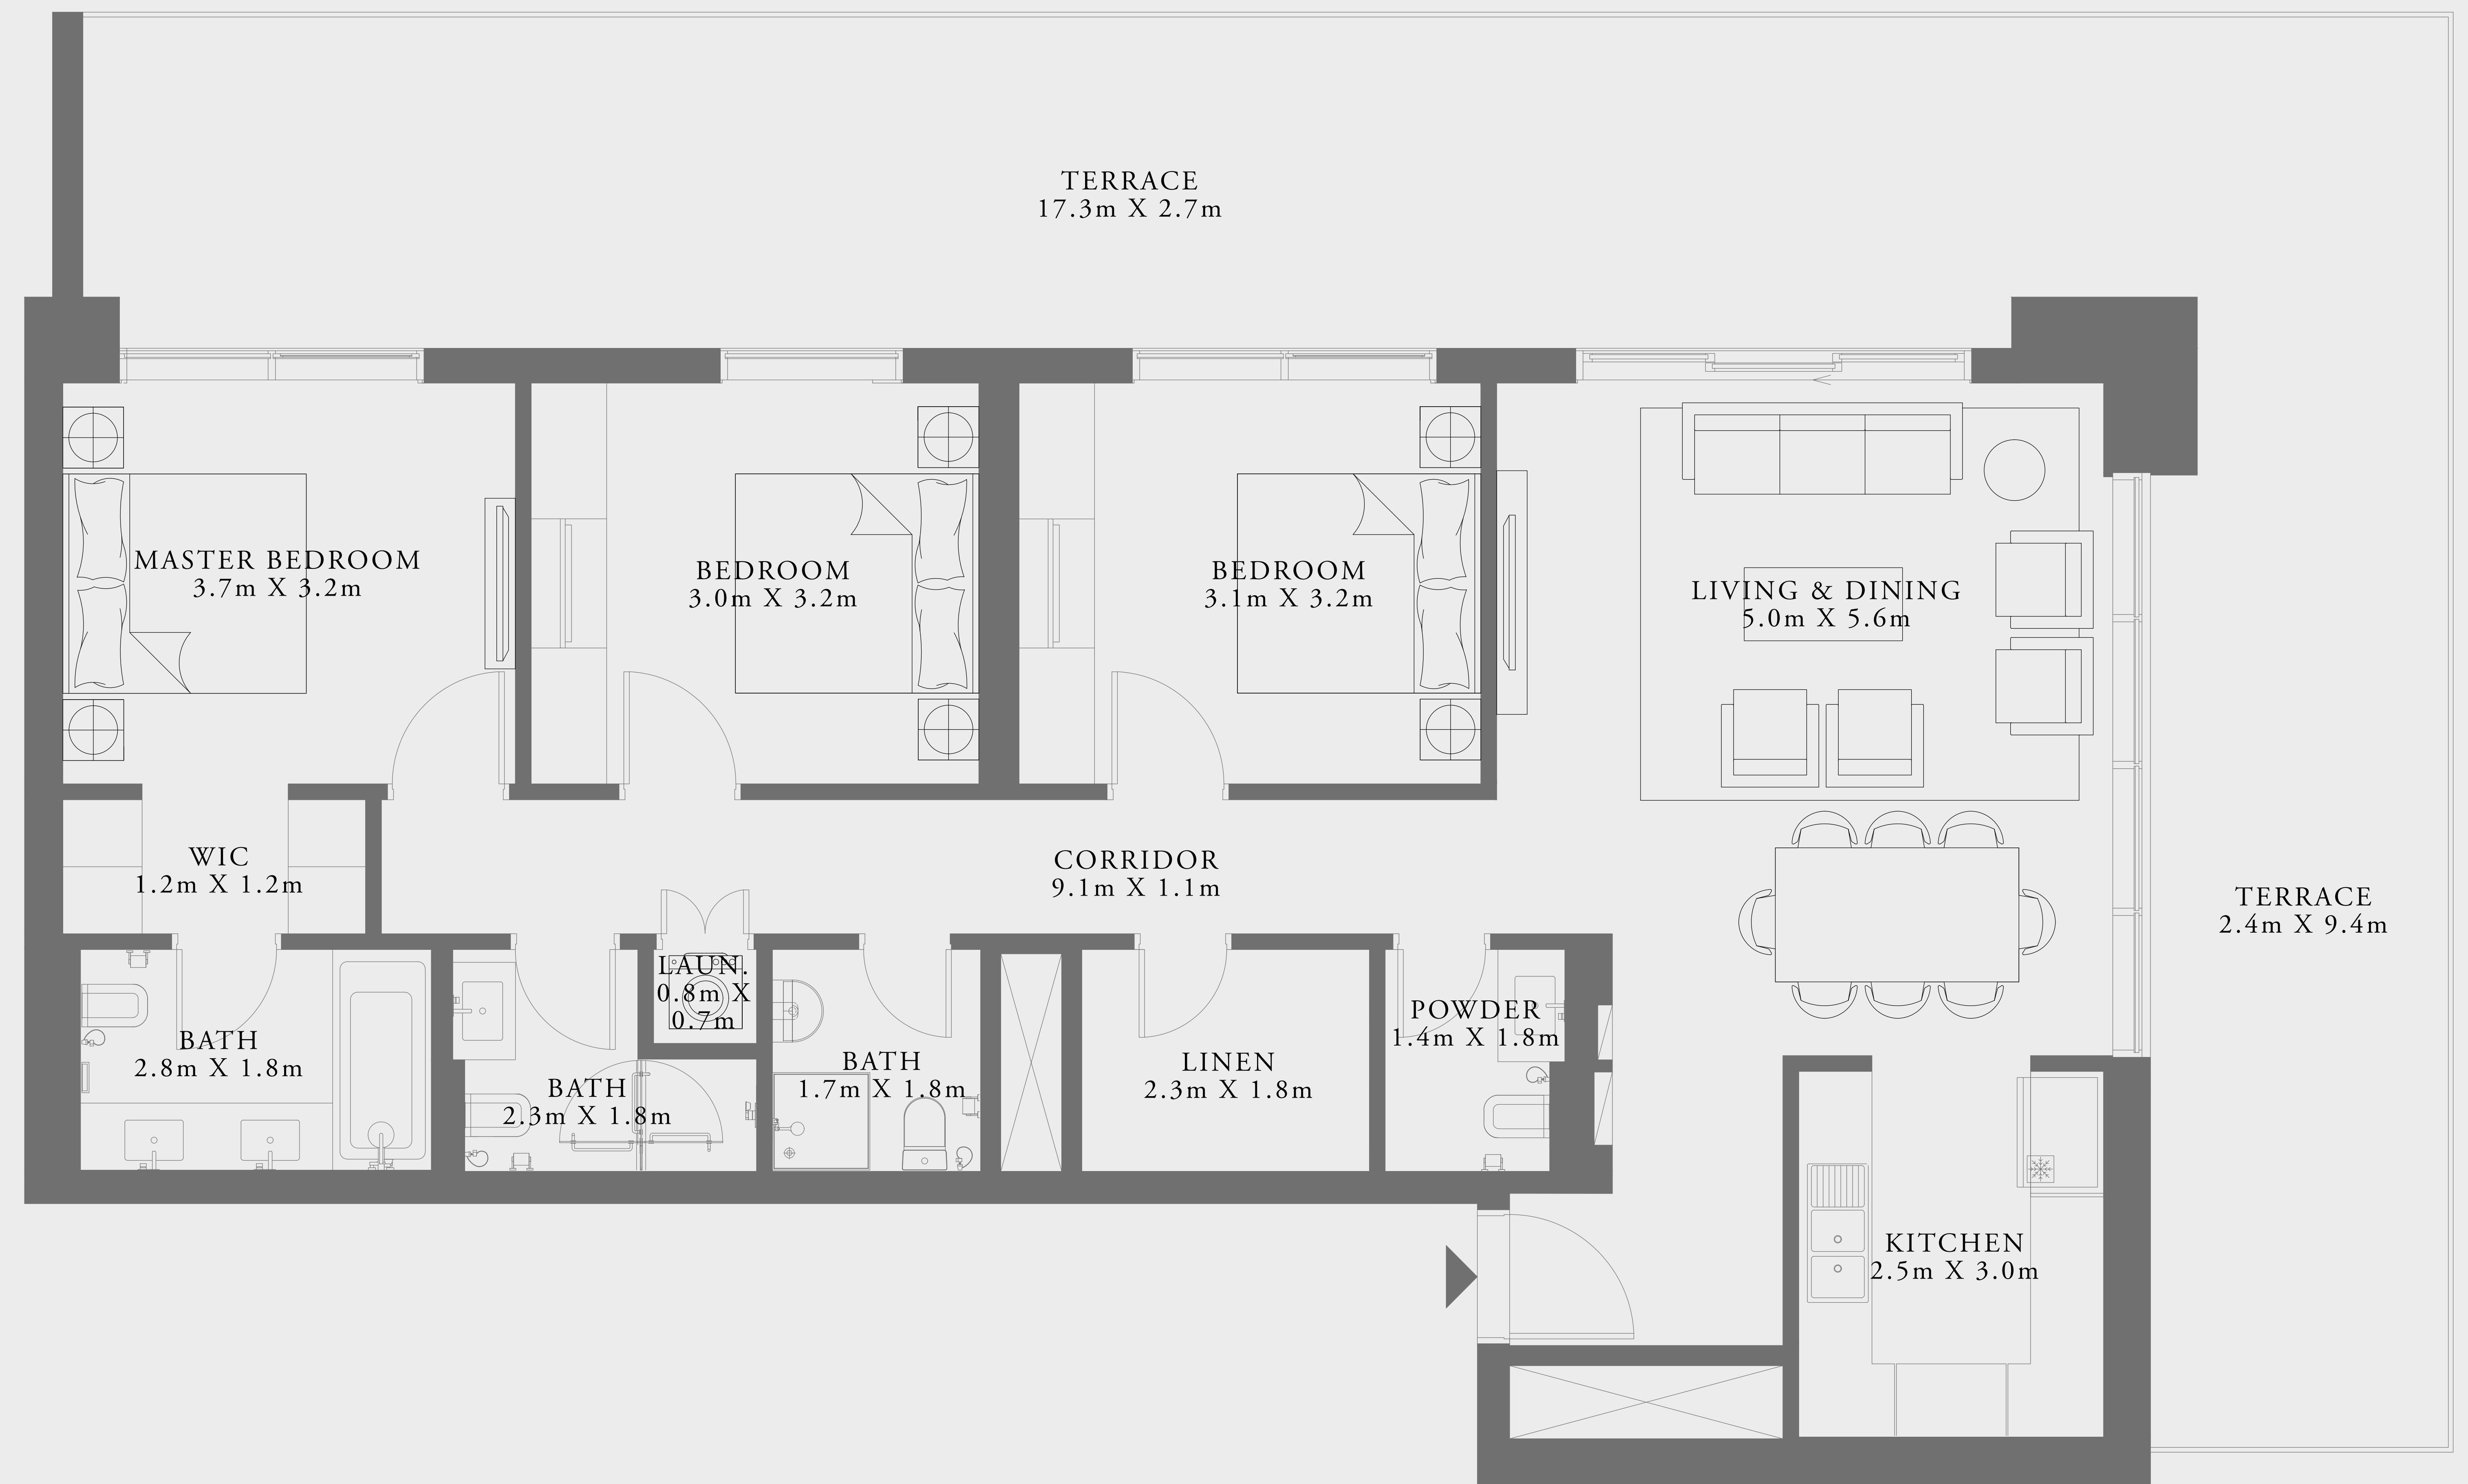 TERRACE
17.3m X 2.7m
MASTER BEDROOM
3.7m X 3.2m
BEDROOM
3.0m X 3.2m
BEDROOM
3.1m X 3.2m
LIVING & DINING
5.0m X 5.6m
WIC
1.2m X 1.2m
CORRIDOR
9.1m X 1.1m
TERRACE
2.4m X 9.4m
LAUN.
0.8m X
0.7m
BATH
2.8m X 1.8m
BATH
2.3m X 1.8m
BATH
1.7m X 1.8m
LINEN
2.3m X 1.8m
POWDER
1.4m X 1.8m
KITCHEN
2.5m X 3.0m